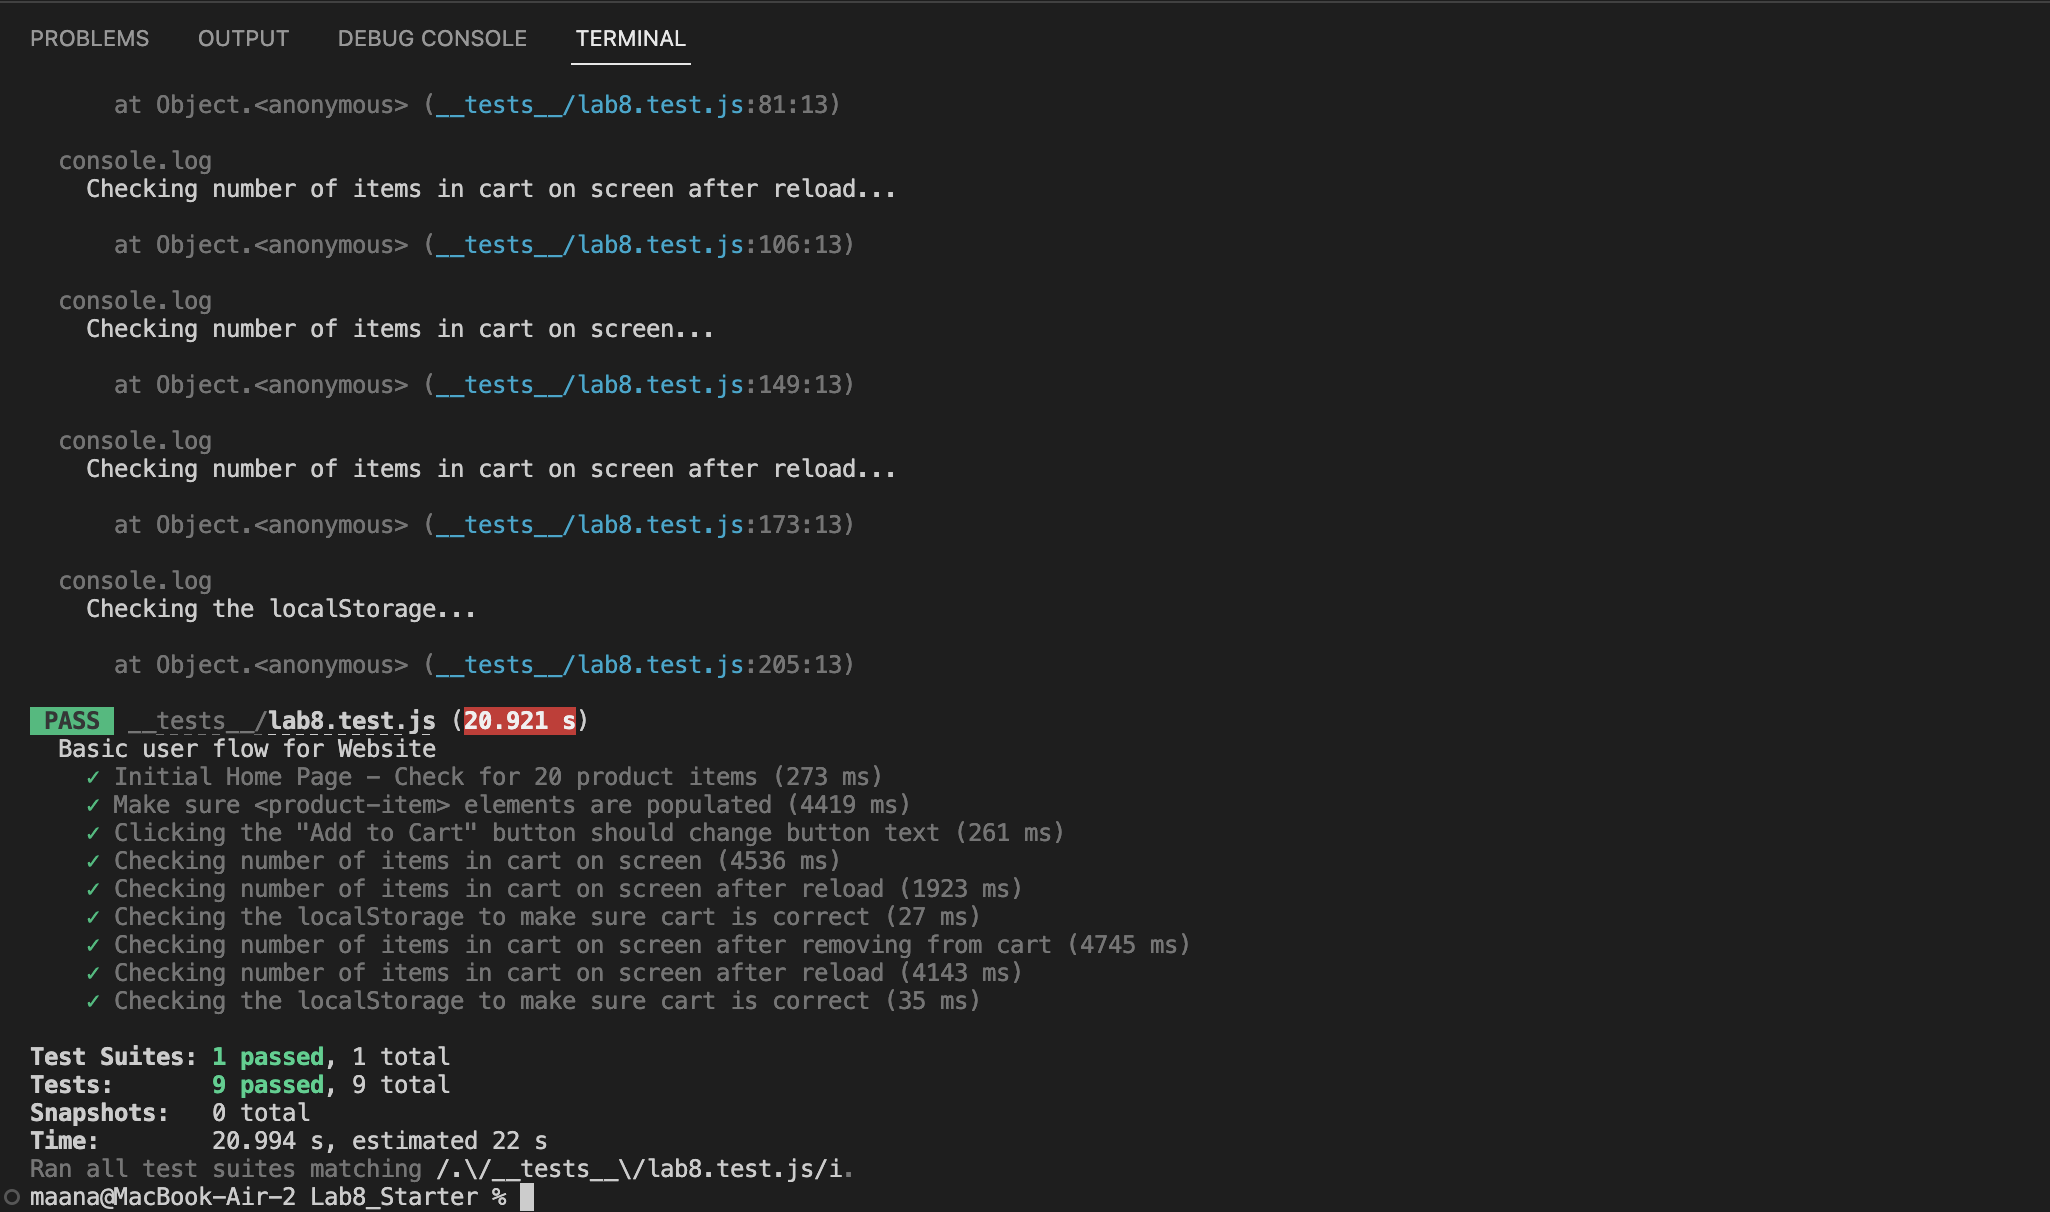 PROBLEMS OUTPUT DEBUG CONSOLE TERMINAL
at Object.<anonymous> (__tests__/lab8.test.js:81:13)
console.log
Checking number of items in cart on screen after reload...
at Object.<anonymous> (__tests__/lab8.test.js:106:13)
console.log
Checking number of items in cart on screen...
at Object.<anonymous> (__tests__/lab8.test.js:149:13)
console.log
Checking number of items in cart on screen after reload...
at Object.<anonymous> (__tests__/lab8.test.js:173:13)
console.log
Checking the localStorage...
at Object.<anonymous> (__tests__/lab8.test.js:205:13)
PASS __tests__/lab8.test.js (20.921 s)
Basic user flow for Website
✓ Initial Home Page – Check for 20 product items (273 ms)
✓ Make sure <product-item> elements are populated (4419 ms)
✓ Clicking the "Add to Cart" button should change button text (261 ms)
✓ Checking number of items in cart on screen (4536 ms)
✓ Checking number of items in cart on screen after reload (1923 ms)
✓ Checking the localStorage to make sure cart is correct (27 ms)
✓ Checking number of items in cart on screen after removing from cart (4745 ms)
✓ Checking number of items in cart on screen after reload (4143 ms)
✓ Checking the localStorage to make sure cart is correct (35 ms)
Test Suites: 1 passed, 1 total
Tests: 9 passed, 9 total
Snapshots: 0 total
Time: 20.994 s, estimated 22 s
Ran all test suites matching /.\/__tests__\/lab8.test.js/i.
maana@MacBook-Air-2 Lab8_Starter %